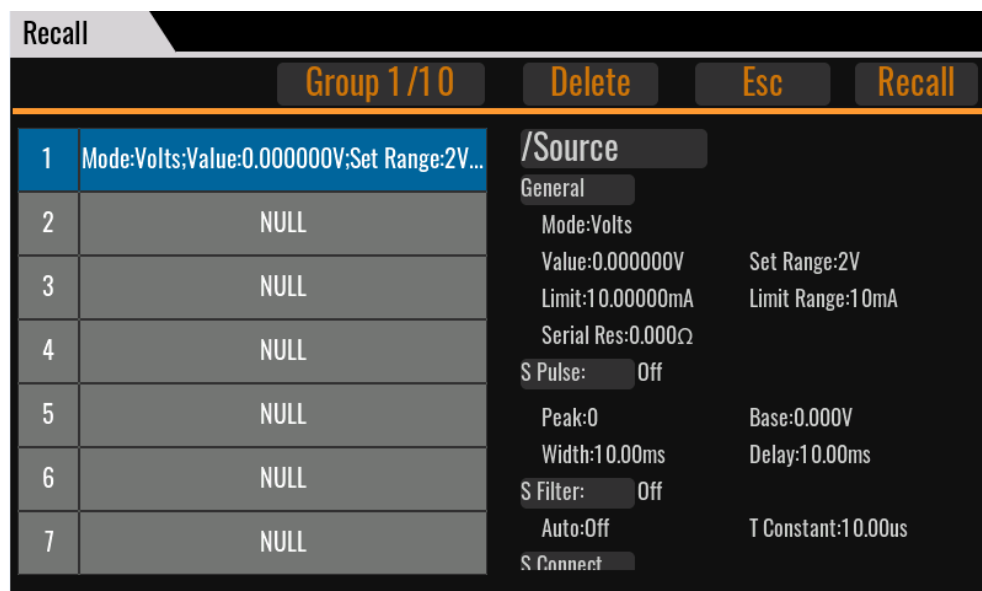 Recall
Group 1/10 Delete Esc Recall
1 Mode:Volts;Value:0.000000V;Set Range:2V...
2 NULL
3 NULL
4 NULL
5 NULL
6 NULL
7 NULL
/Source
General
Mode:Volts
Value:0.000000V Set Range:2V
Limit:10.00000mA Limit Range:10mA
Serial Res:0.000Ω
S Pulse: Off
Peak:0 Base:0.000V
Width:10.00ms Delay:10.00ms
S Filter: Off
Auto:Off T Constant:10.00us
S Connect